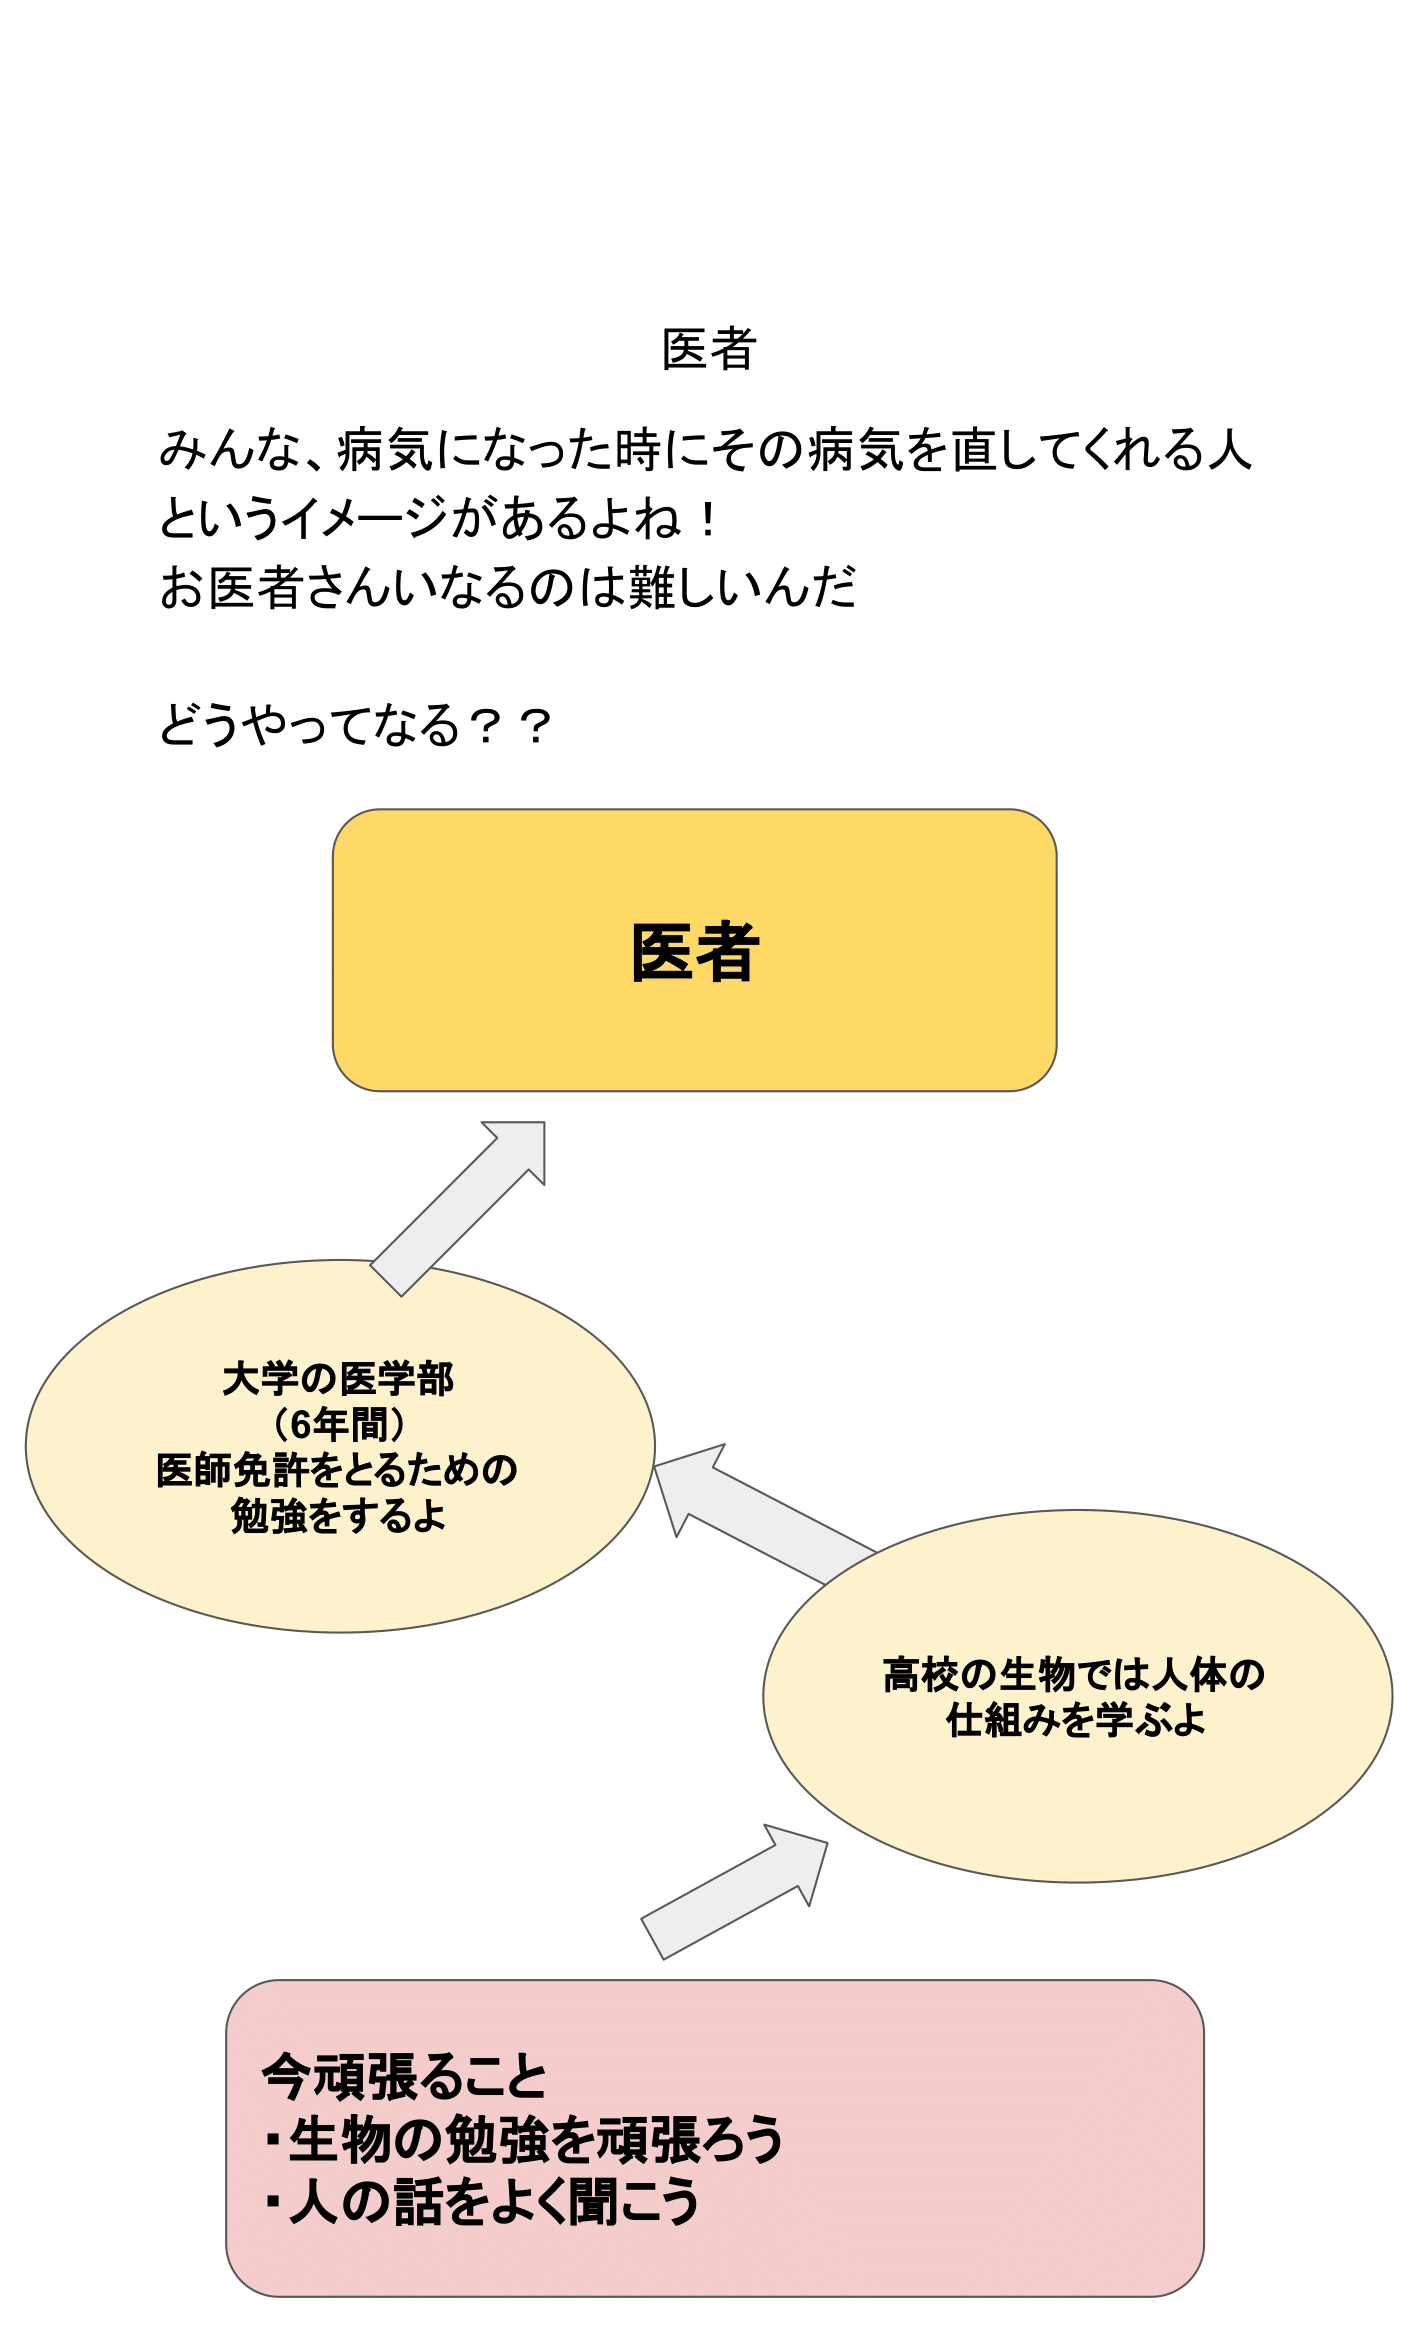 医者
みんな、病気になった時にその病気を直してくれる人
というイメージがあるよね！
お医者さんいなるのは難しいんだ
どうやってなる？？
医者
大学の医学部
（6年間）
医師免許をとるための
勉強をするよ
高校の生物では人体の
仕組みを学ぶよ
今頑張ること
・生物の勉強を頑張ろう
・人の話をよく聞こう